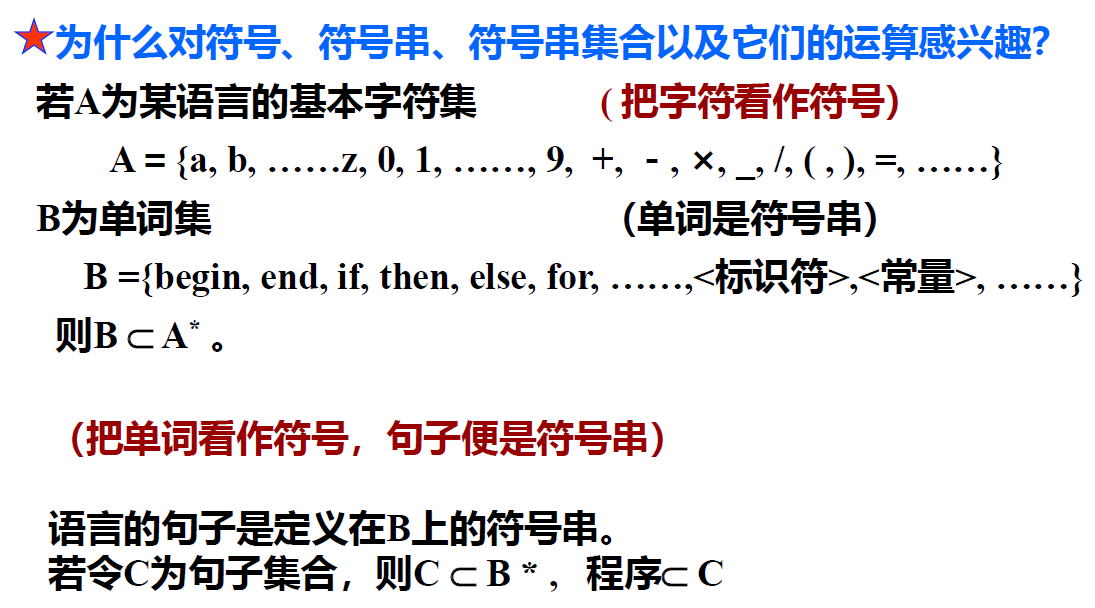 为什么对符号、符号串、符号串集合以及它们的运算感兴趣?
若A为某语言的基本字符集 (把字符看作符号)
A = {a, b, ……z, 0, 1, ……, 9, +, - , ×, _, /, ( , ), =, ……}
B为单词集 (单词是符号串)
B ={begin, end, if, then, else, for, ……,<标识符>,<常量>, ……}
则B ⊂ A* 。
(把单词看作符号，句子便是符号串)
语言的句子是定义在B上的符号串。
若令C为句子集合，则C ⊂ B * , 程序⊂ C